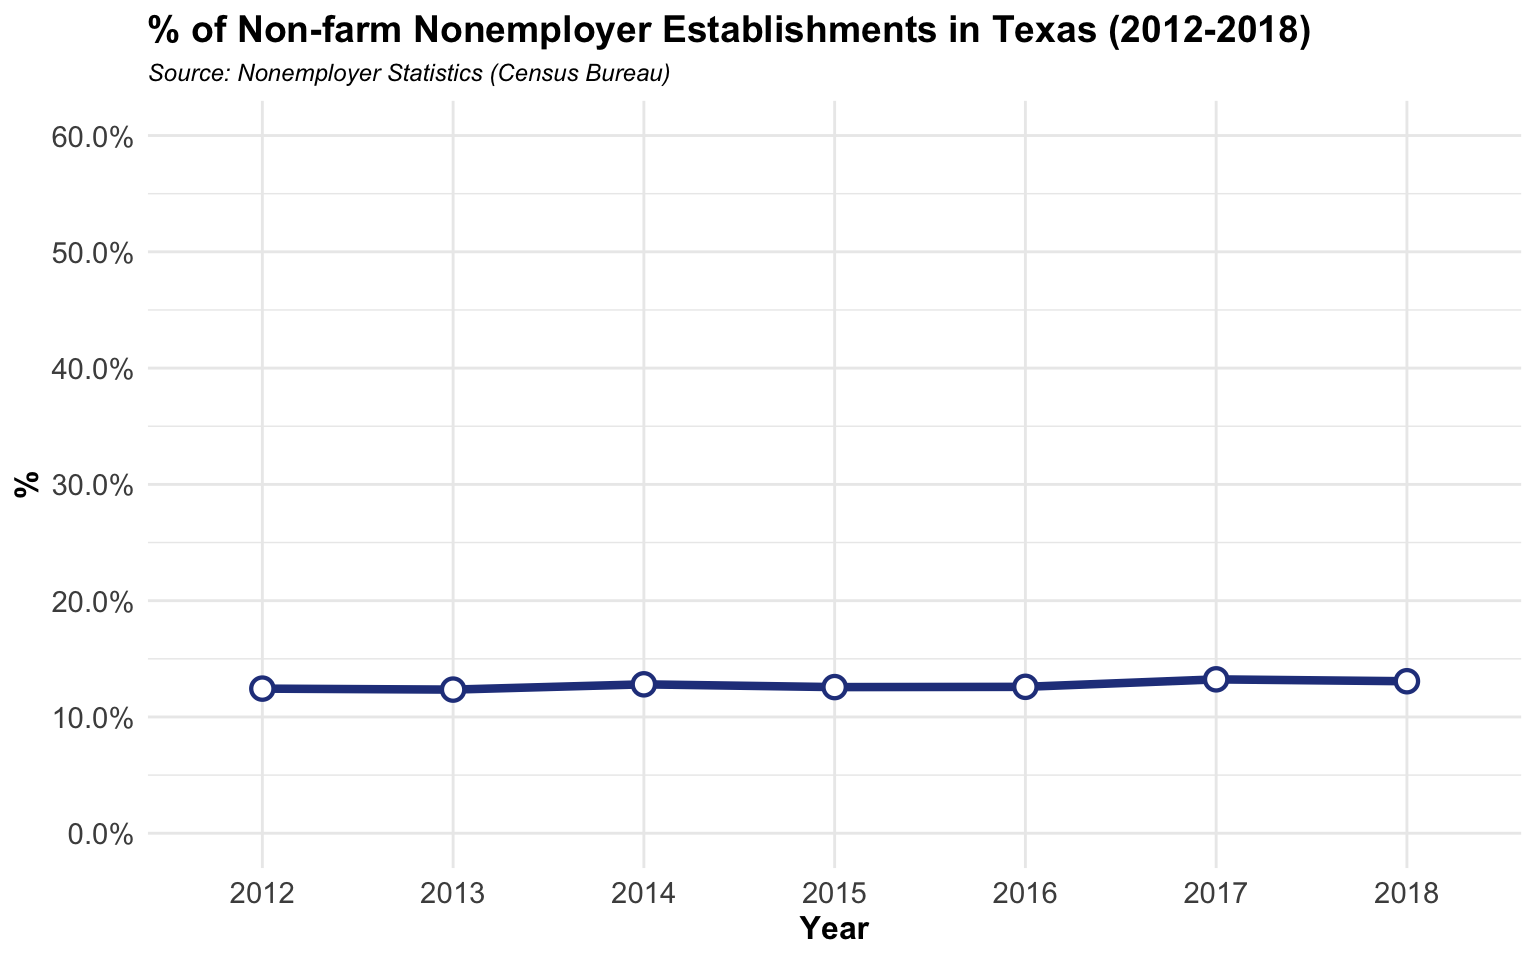 % of Non-farm Nonemployer Establishments in Texas (2012-2018)
Source: Nonemployer Statistics (Census Bureau)
60.0%
50.0%
40.0%
30.0%
20.0%
10.0%
0.0%
%
2012 2013 2014 2015 2016 2017 2018
Year